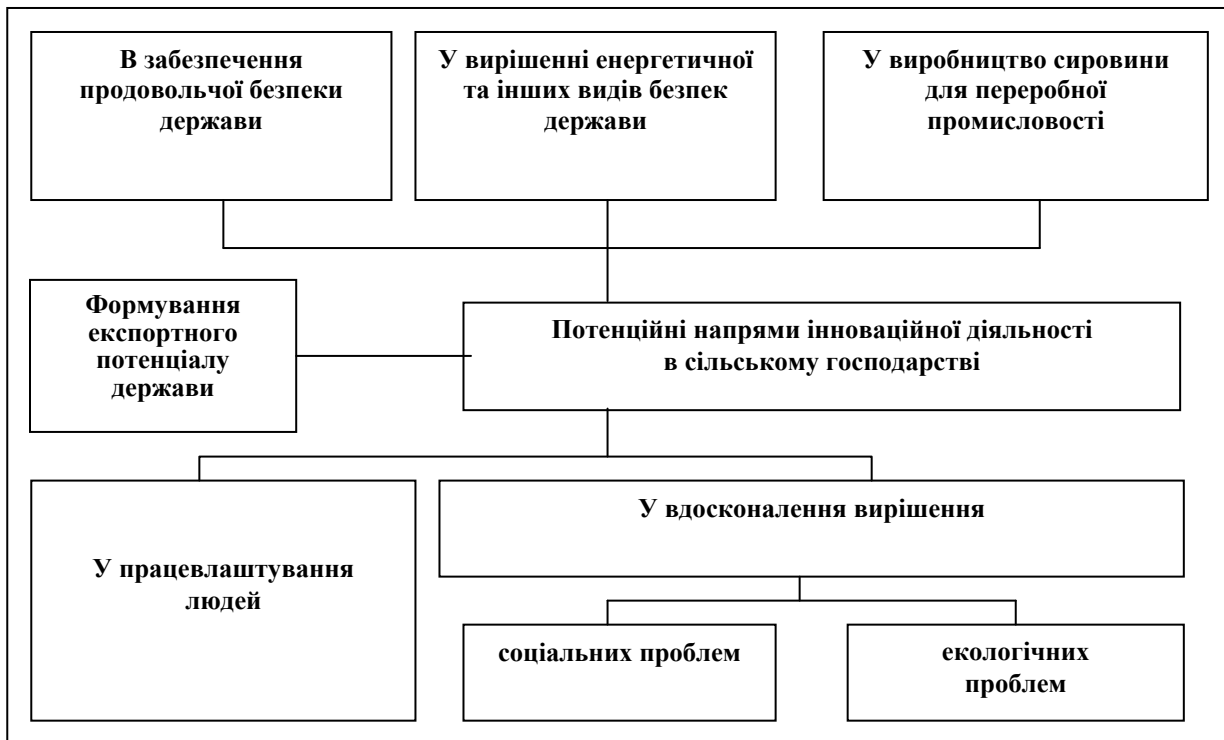 В забезпечення
продовольчої безпеки
держави
У вирішенні енергетичної
та інших видів безпек
держави
У виробництво сировини
для переробної
промисловості
Формування
експортного
потенціалу
держави
Потенційні напрями інноваційної діяльності
в сільському господарстві
У працевлаштування
людей
У вдосконалення вирішення
соціальних проблем
екологічних
проблем